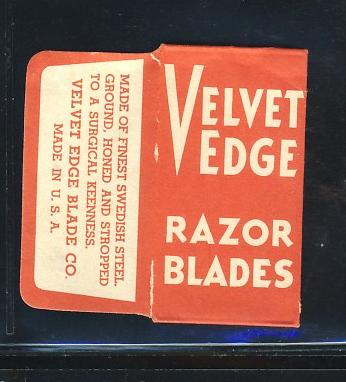 VELVET
EDGE
RAZOR
BLADES
MADE OF FINEST SWEDISH STEEL.
GROUND, HONED AND STROPPED
TO A SURGICAL KEENNESS.
VELVET EDGE BLADE CO.
MADE IN U. S. A.